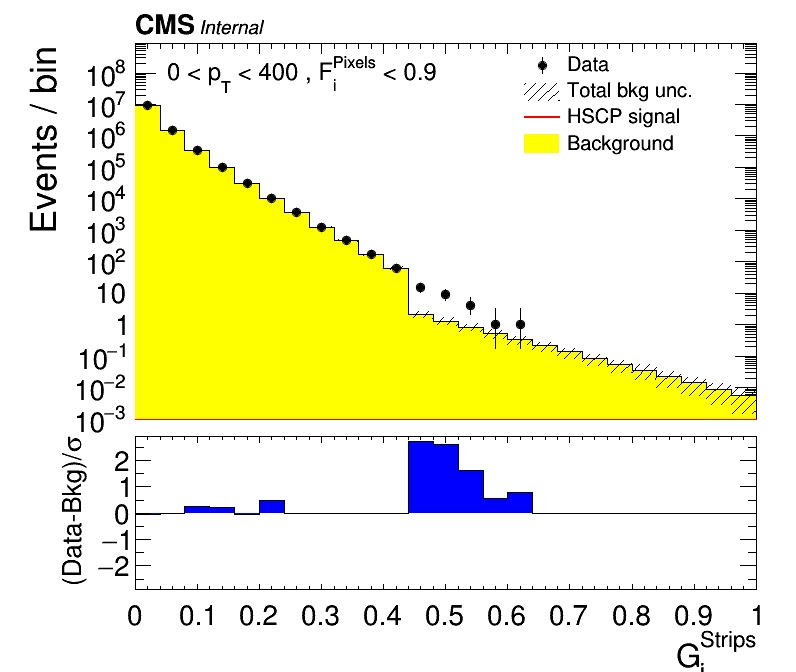 CMS Internal
0 < p_T < 400 , F_i^Pixels < 0.9
Data
Total bkg unc.
HSCP signal
Background
Events / bin
10^8
10^7
10^6
10^5
10^4
10^3
10^2
10
1
10^−1
10^−2
10^−3
(Data-Bkg)/σ
2
1
0
−1
−2
0 0.1 0.2 0.3 0.4 0.5 0.6 0.7 0.8 0.9 1
G_i^Strips